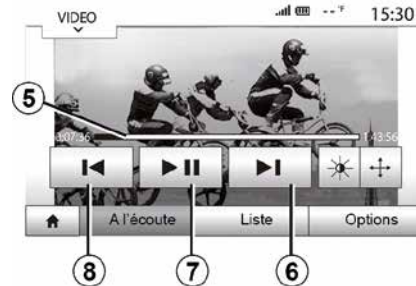 VIDEO
-- °F
15:30
5
3:07:36
1:43:56
A l'écoute
Liste
Options
8
7
6